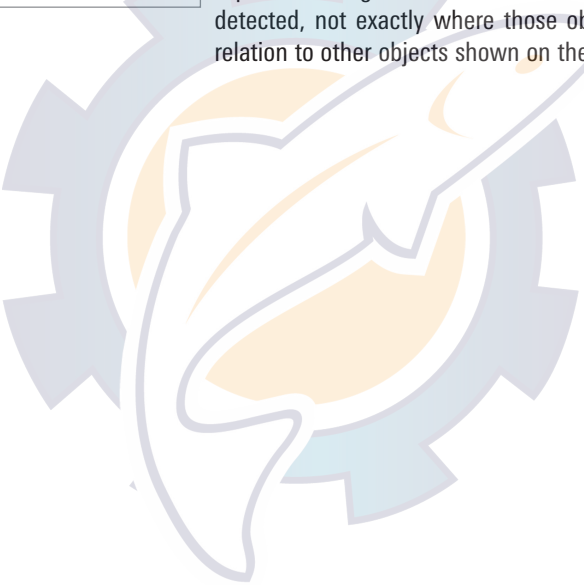 detected, not exactly where those ob
relation to other objects shown on the